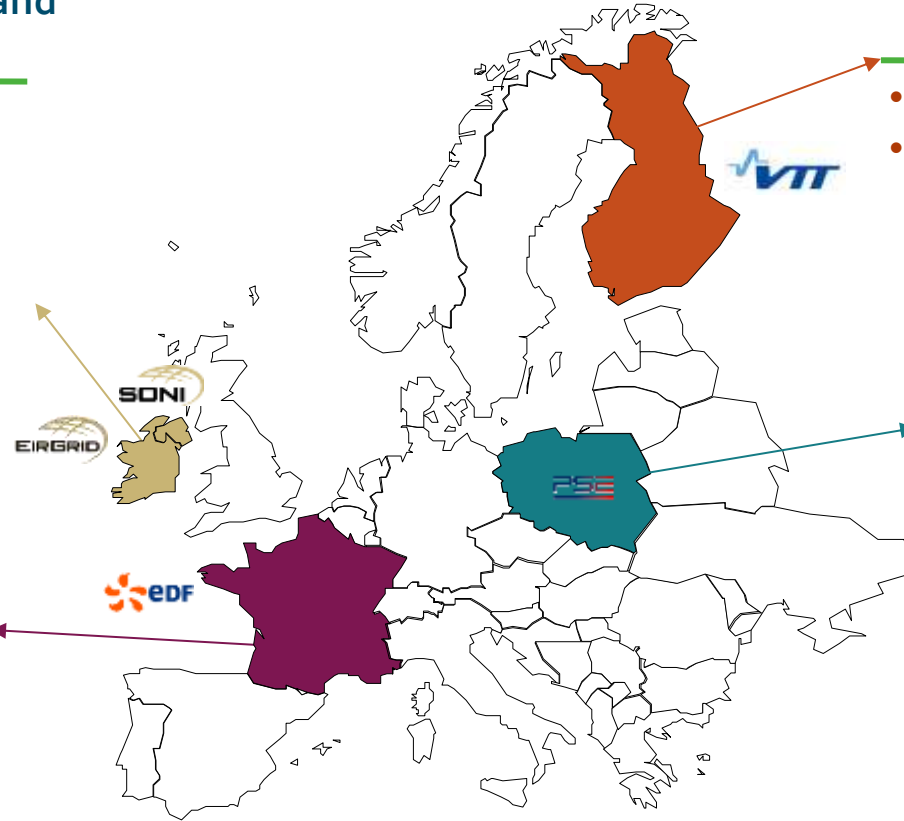 and
VTT
SONI
EIRGRID
PSE
eDF